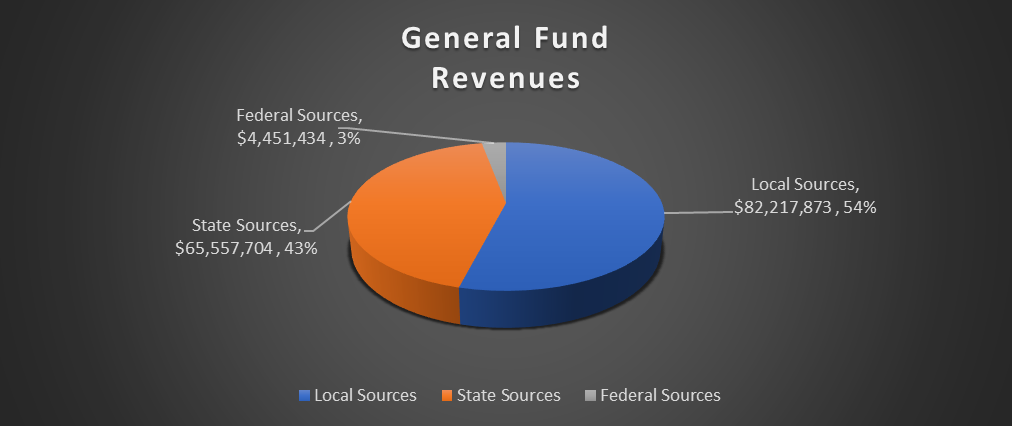 General Fund
Revenues
Federal Sources,
$4,451,434 , 3%
Local Sources,
$82,217,873 , 54%
State Sources,
$65,557,704 , 43%
Local Sources
State Sources
Federal Sources